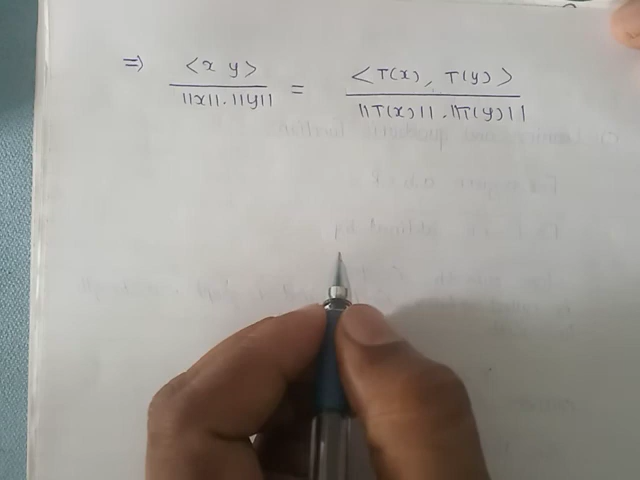 ⇒ <x y> / ||x||.||y|| = <T(x), T(y)> / ||T(x)||.||T(y)||